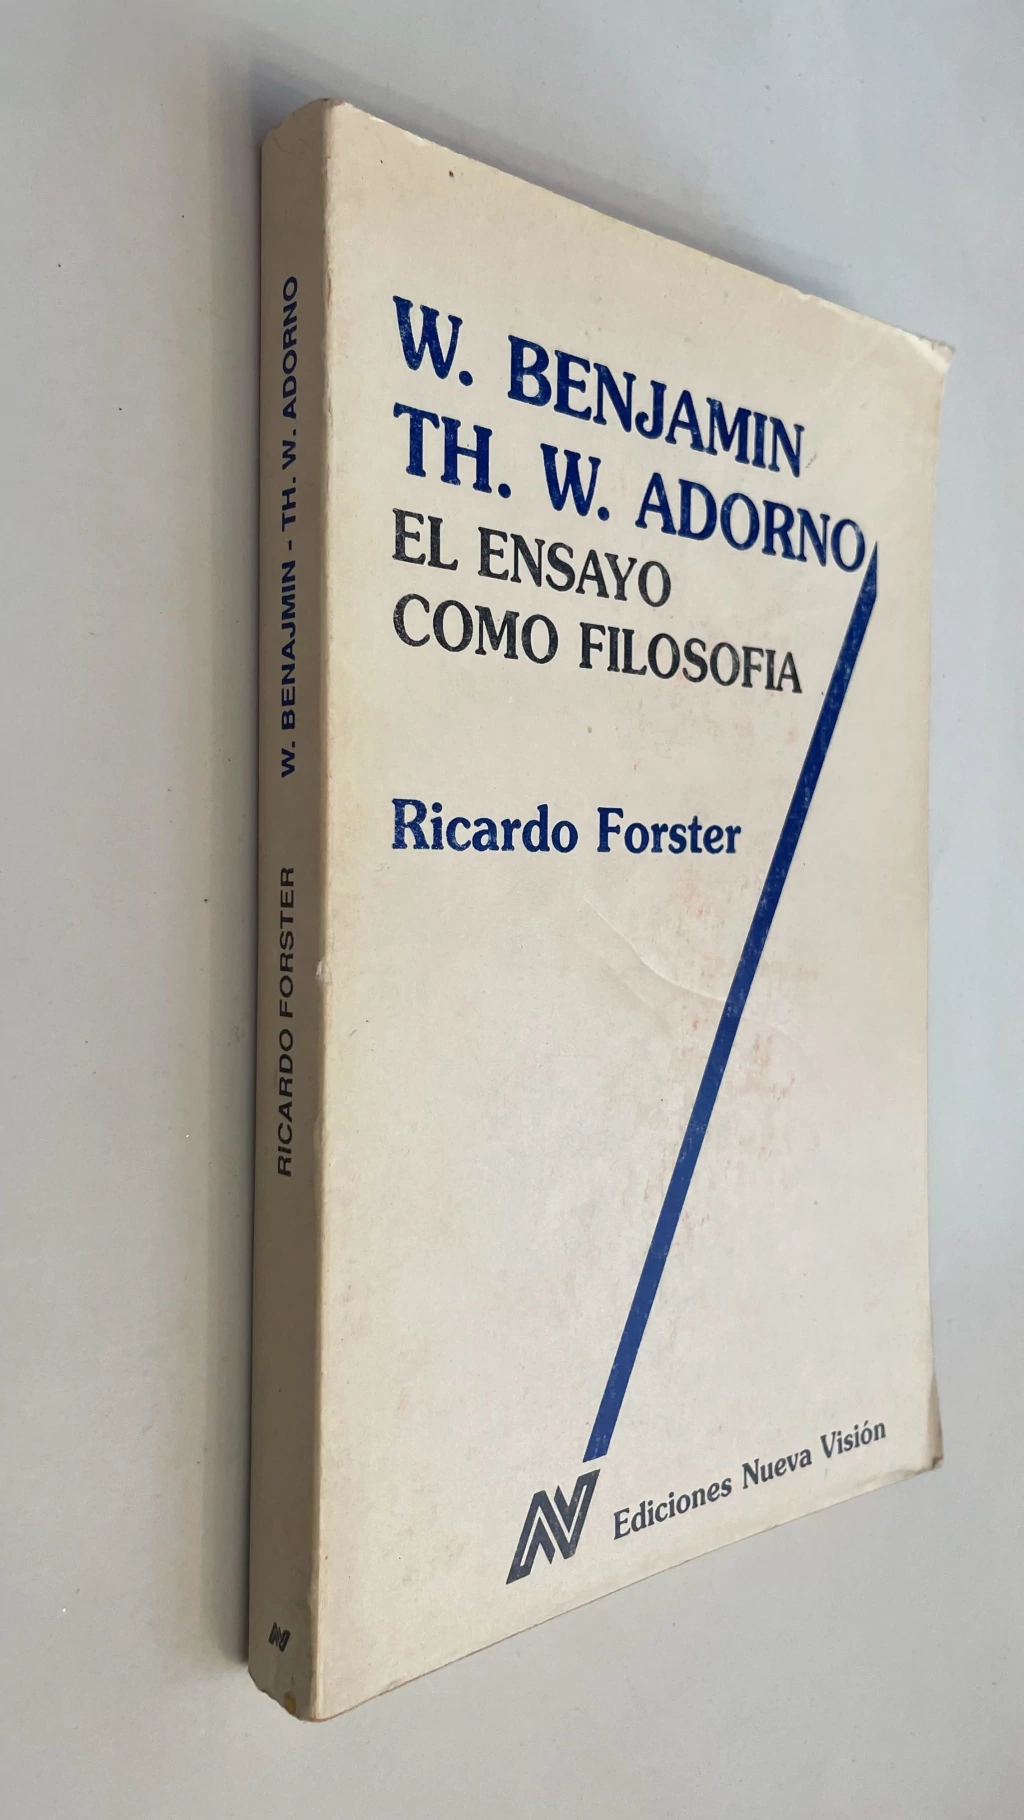 W. BENJAMIN
TH. W. ADORNO
EL ENSAYO
COMO FILOSOFIA
Ricardo Forster
Ediciones Nueva Visión
RICARDO FORSTER W. BENAJMIN - TH. W. ADORNO